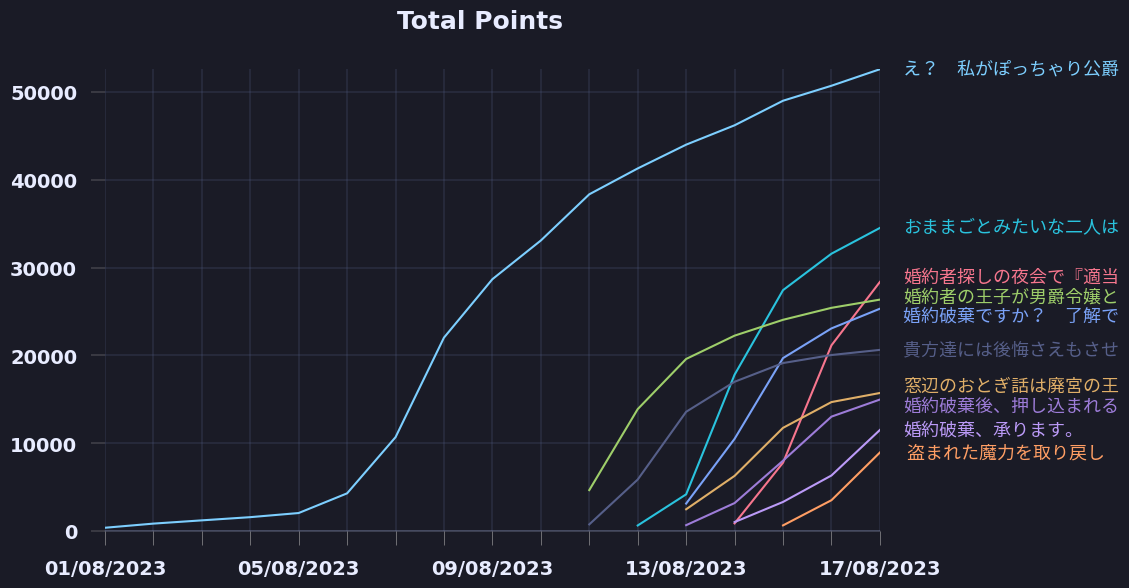 Total Points
え？　私がぽっちゃり公爵
50000
40000
おままごとみたいな二人は
30000
婚約者探しの夜会で『適当
婚約者の王子が男爵令嬢と
婚約破棄ですか？　了解で
20000
貴方達には後悔さえもさせ
窓辺のおとぎ話は廃宮の王
婚約破棄後、押し込まれる
10000
婚約破棄、承ります。
盗まれた魔力を取り戻し
0
01/08/2023 05/08/2023 09/08/2023 13/08/2023 17/08/2023